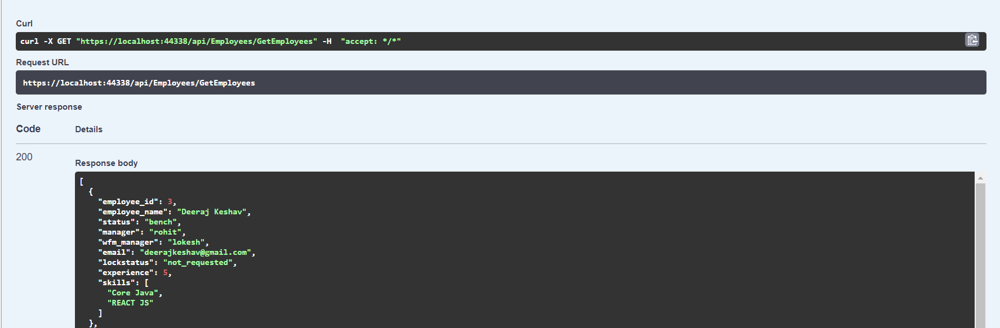 Curl
curl -X GET "https://localhost:44338/api/Employees/GetEmployees" -H  "accept: */*"
Request URL
https://localhost:44338/api/Employees/GetEmployees
Server response
Code Details
200
Response body
[
  {
    "employee_id": 3,
    "employee_name": "Deeraj Keshav",
    "status": "bench",
    "manager": "rohit",
    "wfm_manager": "lokesh",
    "email": "deerajkeshav@gmail.com",
    "lockstatus": "not_requested",
    "experience": 5,
    "skills": [
      "Core Java",
      "REACT JS"
    ]
  },